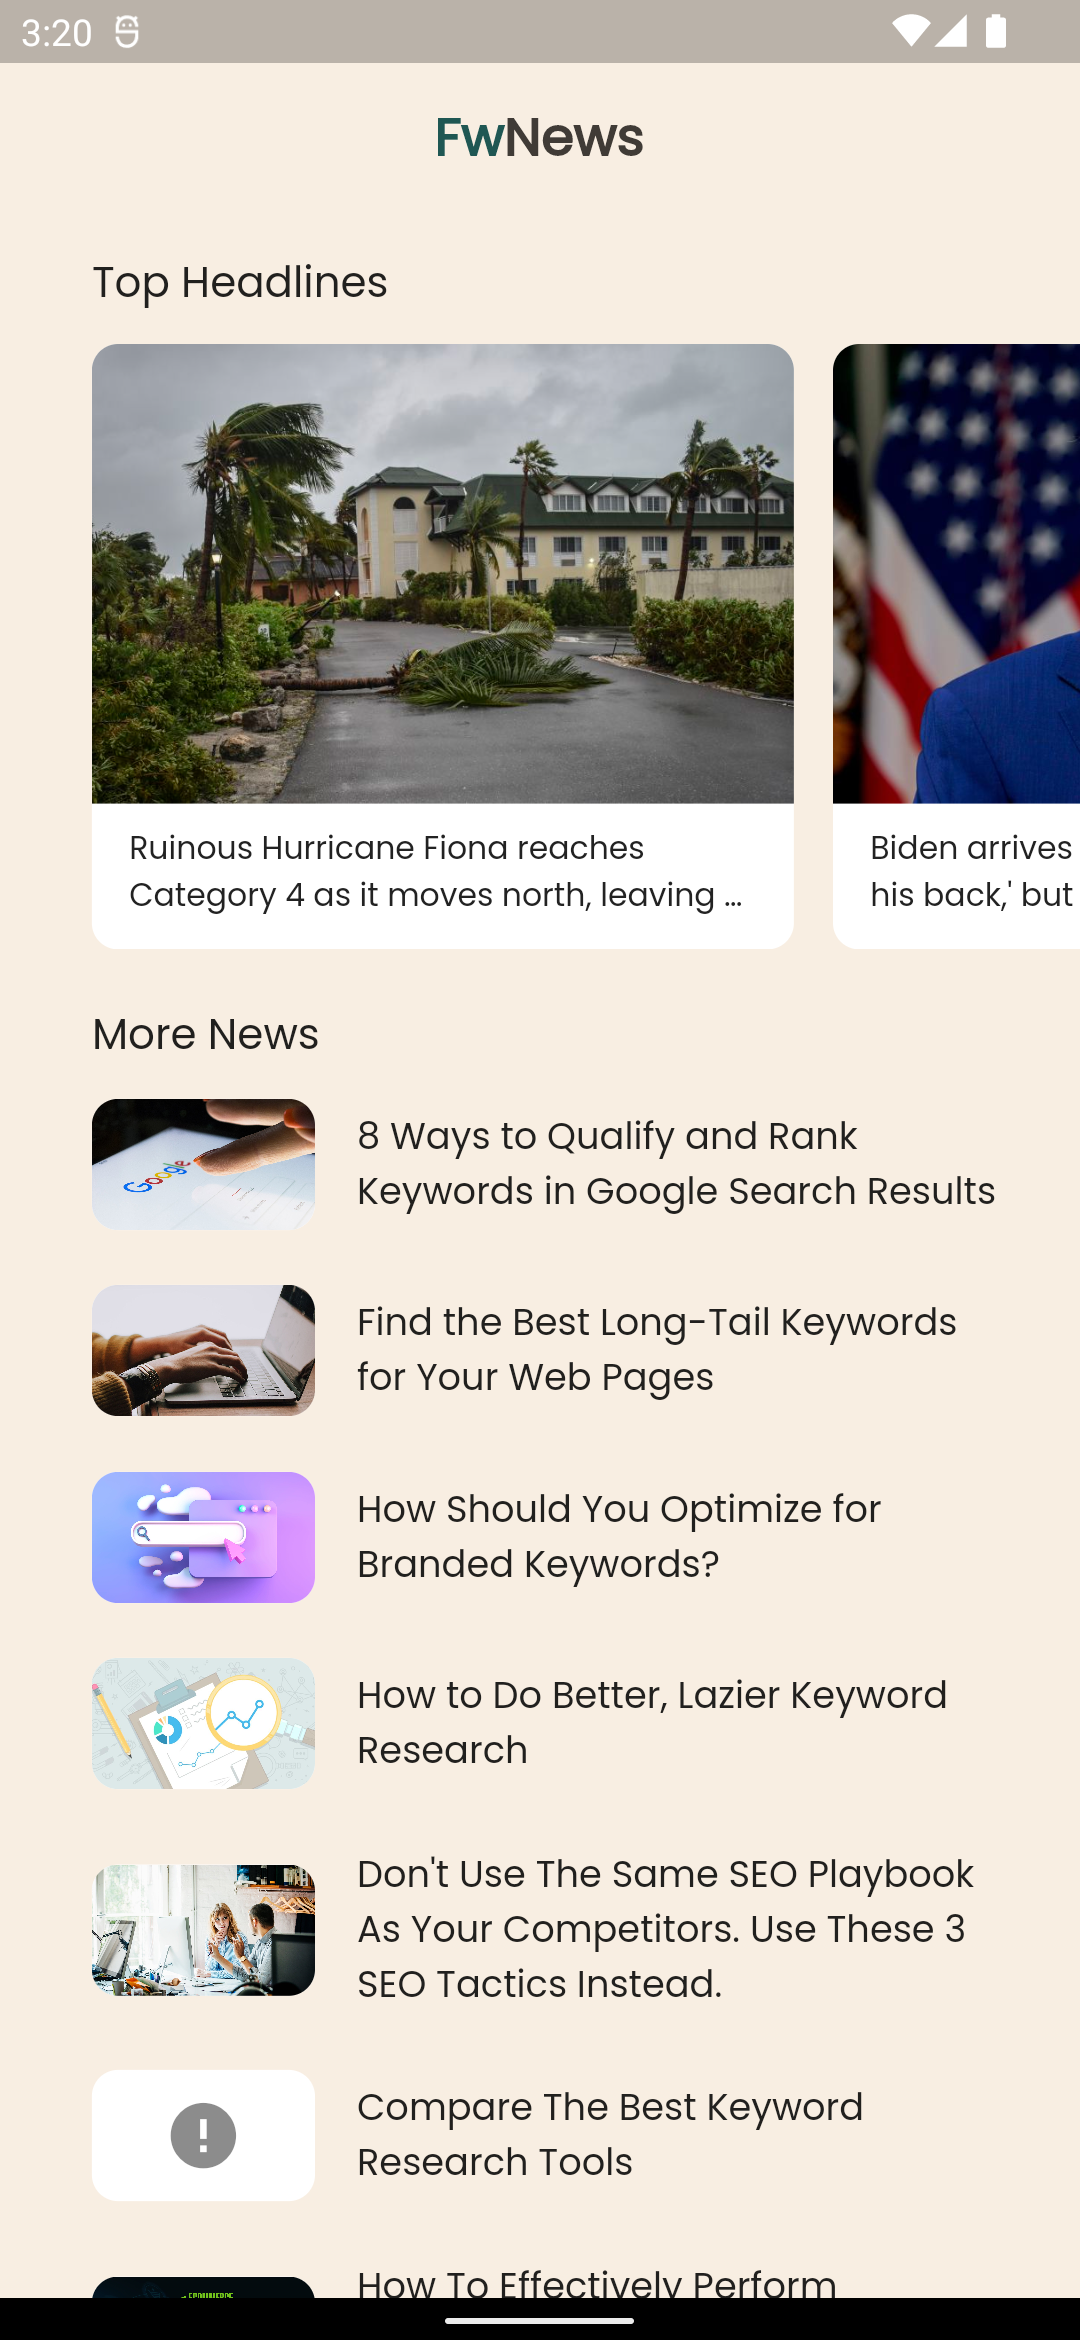 3:20
FwNews
Top Headlines
Ruinous Hurricane Fiona reaches
Category 4 as it moves north, leaving ...
Biden arrives
his back,' but
More News
Google
8 Ways to Qualify and Rank
Keywords in Google Search Results
Find the Best Long-Tail Keywords
for Your Web Pages
How Should You Optimize for
Branded Keywords?
How to Do Better, Lazier Keyword
Research
Don't Use The Same SEO Playbook
As Your Competitors. Use These 3
SEO Tactics Instead.
Compare The Best Keyword
Research Tools
How To Effectively Perform